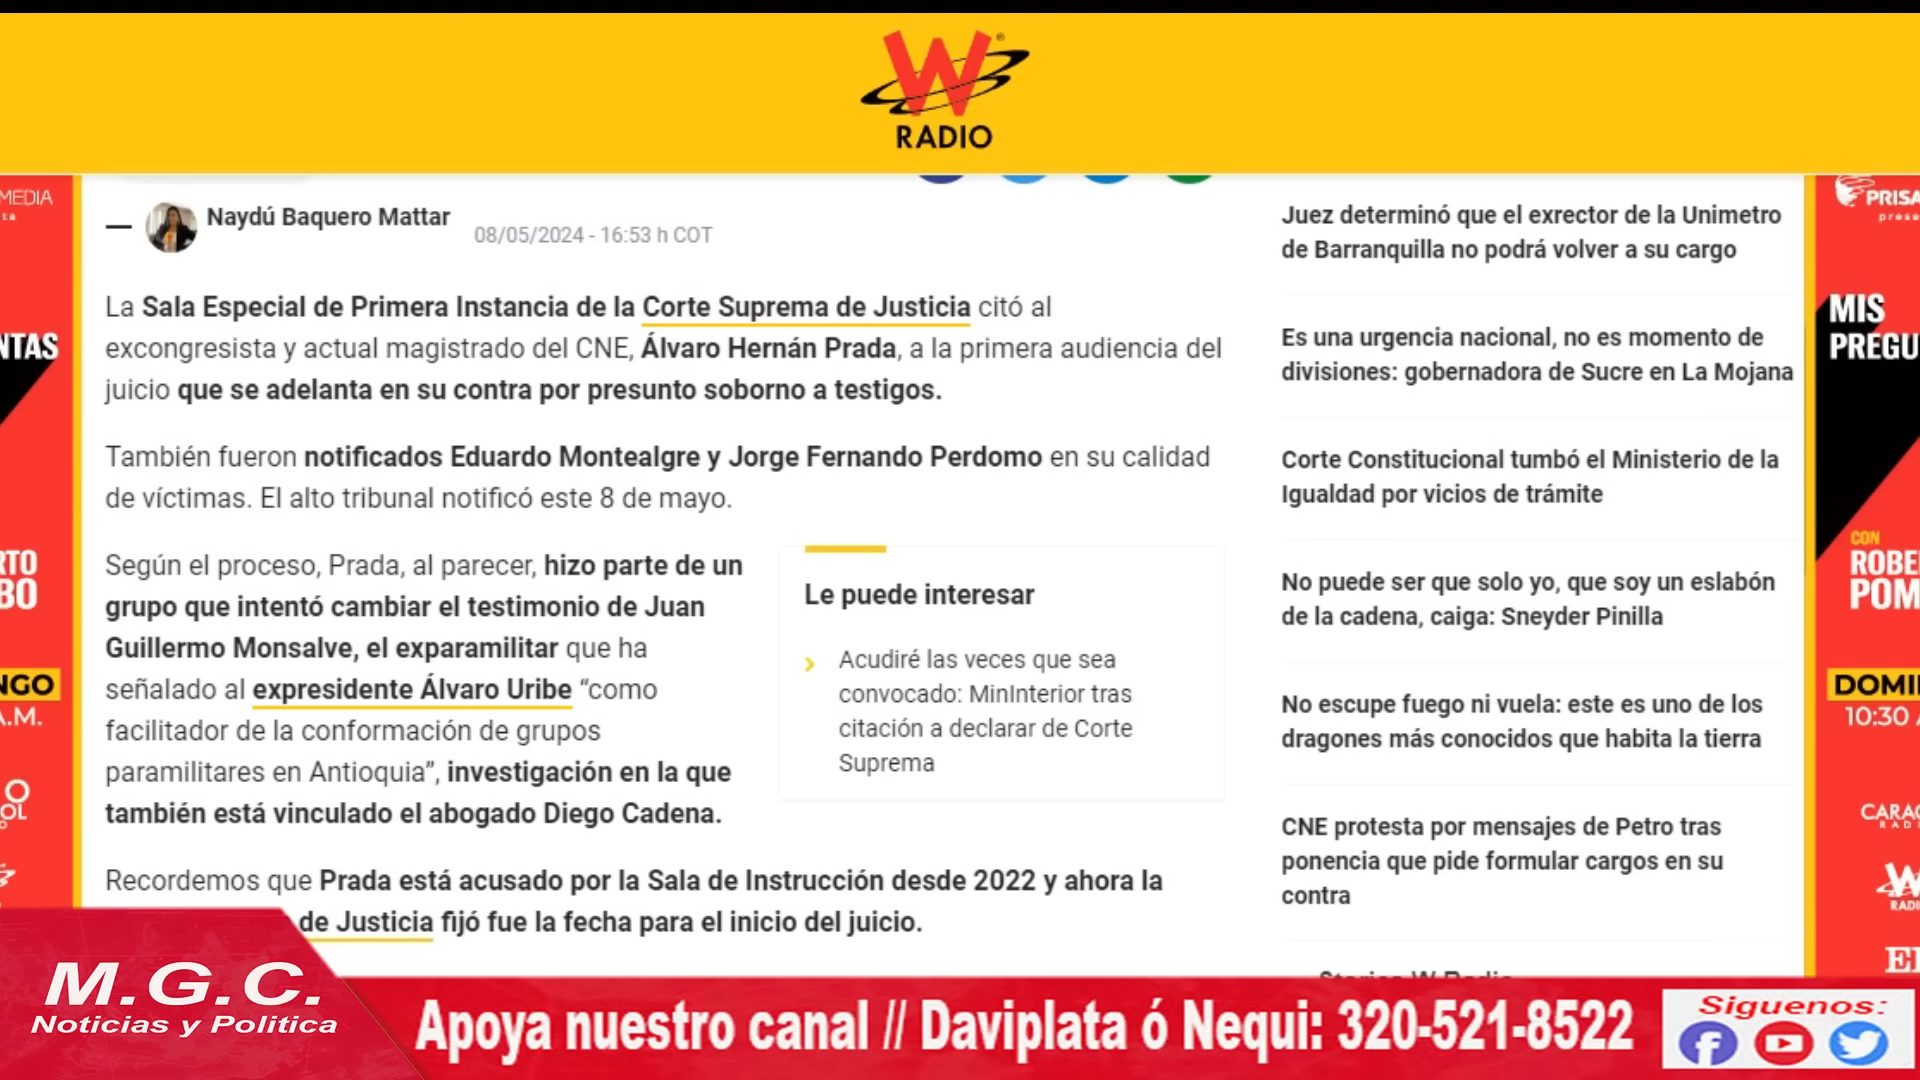 W
RADIO
MEDIA
Naydú Baquero Mattar
08/05/2024 - 16:53 h COT
La Sala Especial de Primera Instancia de la Corte Suprema de Justicia citó al
excongresista y actual magistrado del CNE, Álvaro Hernán Prada, a la primera audiencia del
juicio que se adelanta en su contra por presunto soborno a testigos.
También fueron notificados Eduardo Montealgre y Jorge Fernando Perdomo en su calidad
de víctimas. El alto tribunal notificó este 8 de mayo.
Según el proceso, Prada, al parecer, hizo parte de un
grupo que intentó cambiar el testimonio de Juan
Guillermo Monsalve, el exparamilitar que ha
señalado al expresidente Álvaro Uribe “como
facilitador de la conformación de grupos
paramilitares en Antioquia”, investigación en la que
también está vinculado el abogado Diego Cadena.
Le puede interesar
Acudiré las veces que sea
convocado: MinInterior tras
citación a declarar de Corte
Suprema
Recordemos que Prada está acusado por la Sala de Instrucción desde 2022 y ahora la
de Justicia fijó fue la fecha para el inicio del juicio.
Juez determinó que el exrector de la Unimetro
de Barranquilla no podrá volver a su cargo
Es una urgencia nacional, no es momento de
divisiones: gobernadora de Sucre en La Mojana
Corte Constitucional tumbó el Ministerio de la
Igualdad por vicios de trámite
No puede ser que solo yo, que soy un eslabón
de la cadena, caiga: Sneyder Pinilla
No escupe fuego ni vuela: este es uno de los
dragones más conocidos que habita la tierra
CNE protesta por mensajes de Petro tras
ponencia que pide formular cargos en su
contra
NTAS
RTO
BO
NGO
A.M.
OL
PRISA
prese
MIS
PREGU
CON
ROBE
POM
DOMI
10:30
CARAC
RADI
W
RADI
El
M.G.C.
Noticias y Politica
Apoya nuestro canal // Daviplata ó Nequi: 320-521-8522
Siguenos: